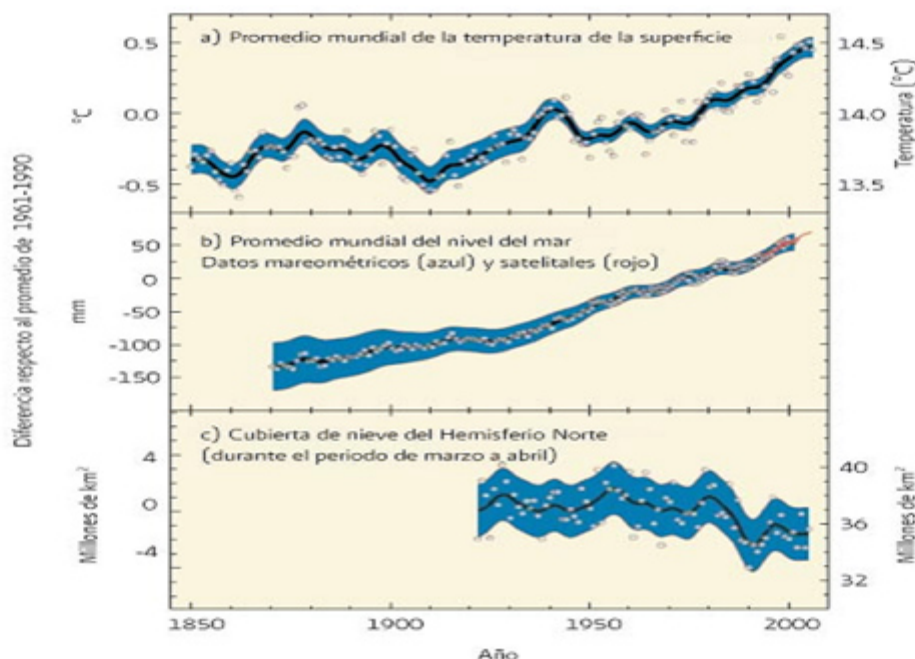 a) Promedio mundial de la temperatura de la superficie
0.5
0.0
-0.5
°C
14.5
14.0
13.5
Temperatura (°C)
Diferencia respecto al promedio de 1961-1990
b) Promedio mundial del nivel del mar
Datos mareométricos (azul) y satelitales (rojo)
50
0
-50
-100
-150
mm
c) Cubierta de nieve del Hemisferio Norte
(durante el periodo de marzo a abril)
4
0
-4
Millones de km²
40
36
32
Millones de km²
1850
1900
1950
2000
Año